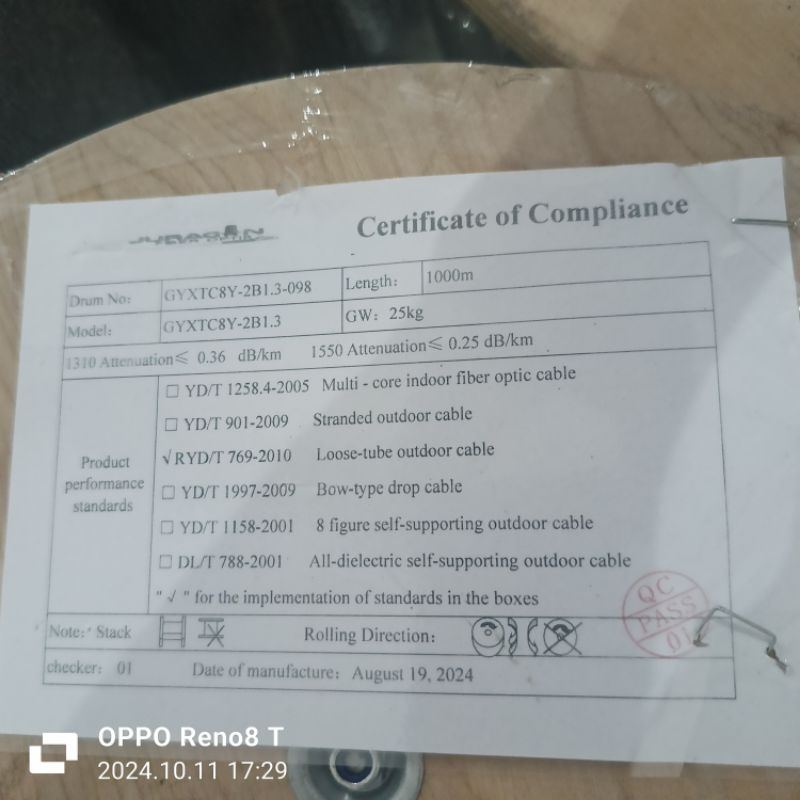 Certificate of Compliance
Drum No: GYXTC8Y-2B1.3-098 Length: 1000m
Model: GYXTC8Y-2B1.3 GW: 25kg
1310 Attenuation≤ 0.36 dB/km 1550 Attenuation≤ 0.25 dB/km
Product performance standards
□ YD/T 1258.4-2005 Multi - core indoor fiber optic cable
□ YD/T 901-2009 Stranded outdoor cable
√RYD/T 769-2010 Loose-tube outdoor cable
□ YD/T 1997-2009 Bow-type drop cable
□ YD/T 1158-2001 8 figure self-supporting outdoor cable
□ DL/T 788-2001 All-dielectric self-supporting outdoor cable
" √ " for the implementation of standards in the boxes
Note: Stack Rolling Direction:
QC
PASS
01
checker: 01 Date of manufacture: August 19, 2024
OPPO Reno8 T
2024.10.11 17:29